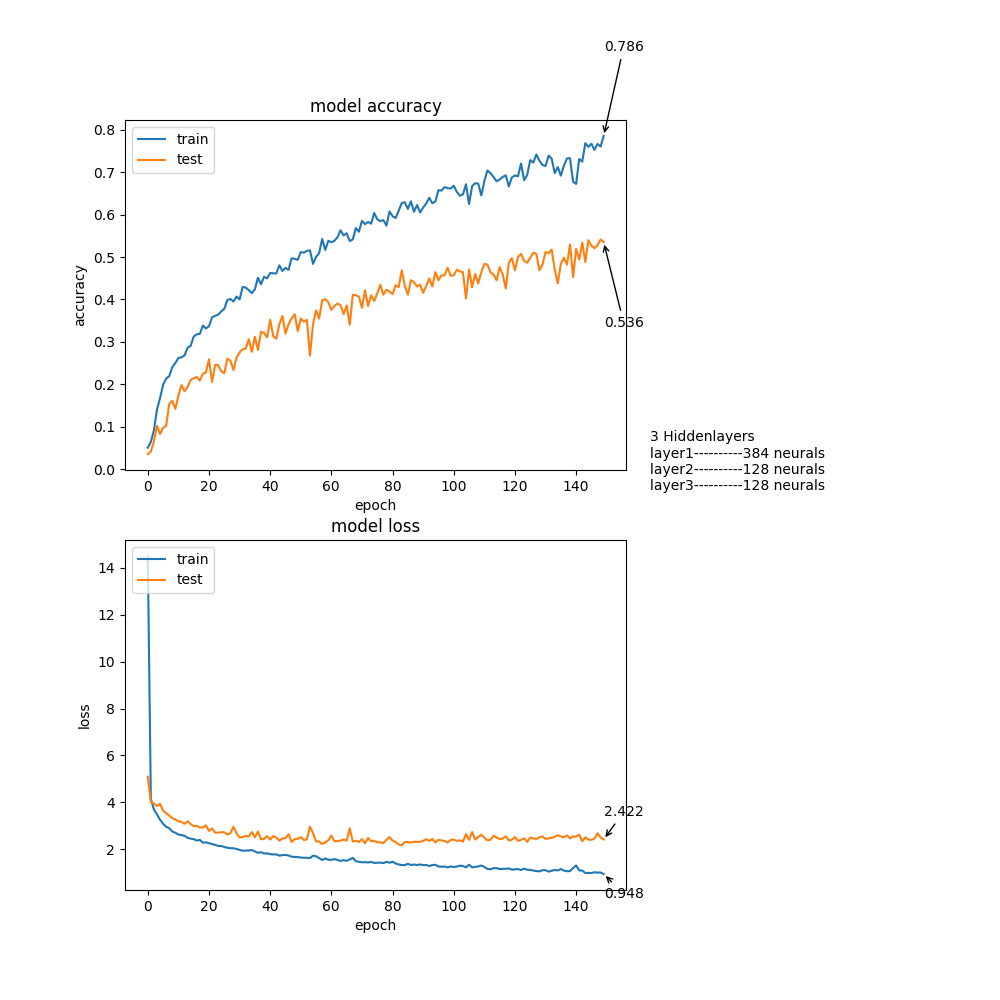 0.786
model accuracy
train
test
0.8
0.7
0.6
0.5
0.4
0.3
0.2
0.1
0.0
accuracy
0.536
0 20 40 60 80 100 120 140
epoch
3 Hiddenlayers
layer1----------384 neurals
layer2----------128 neurals
layer3----------128 neurals
model loss
train
test
14
12
10
8
6
4
2
loss
2.422
0.948
0 20 40 60 80 100 120 140
epoch